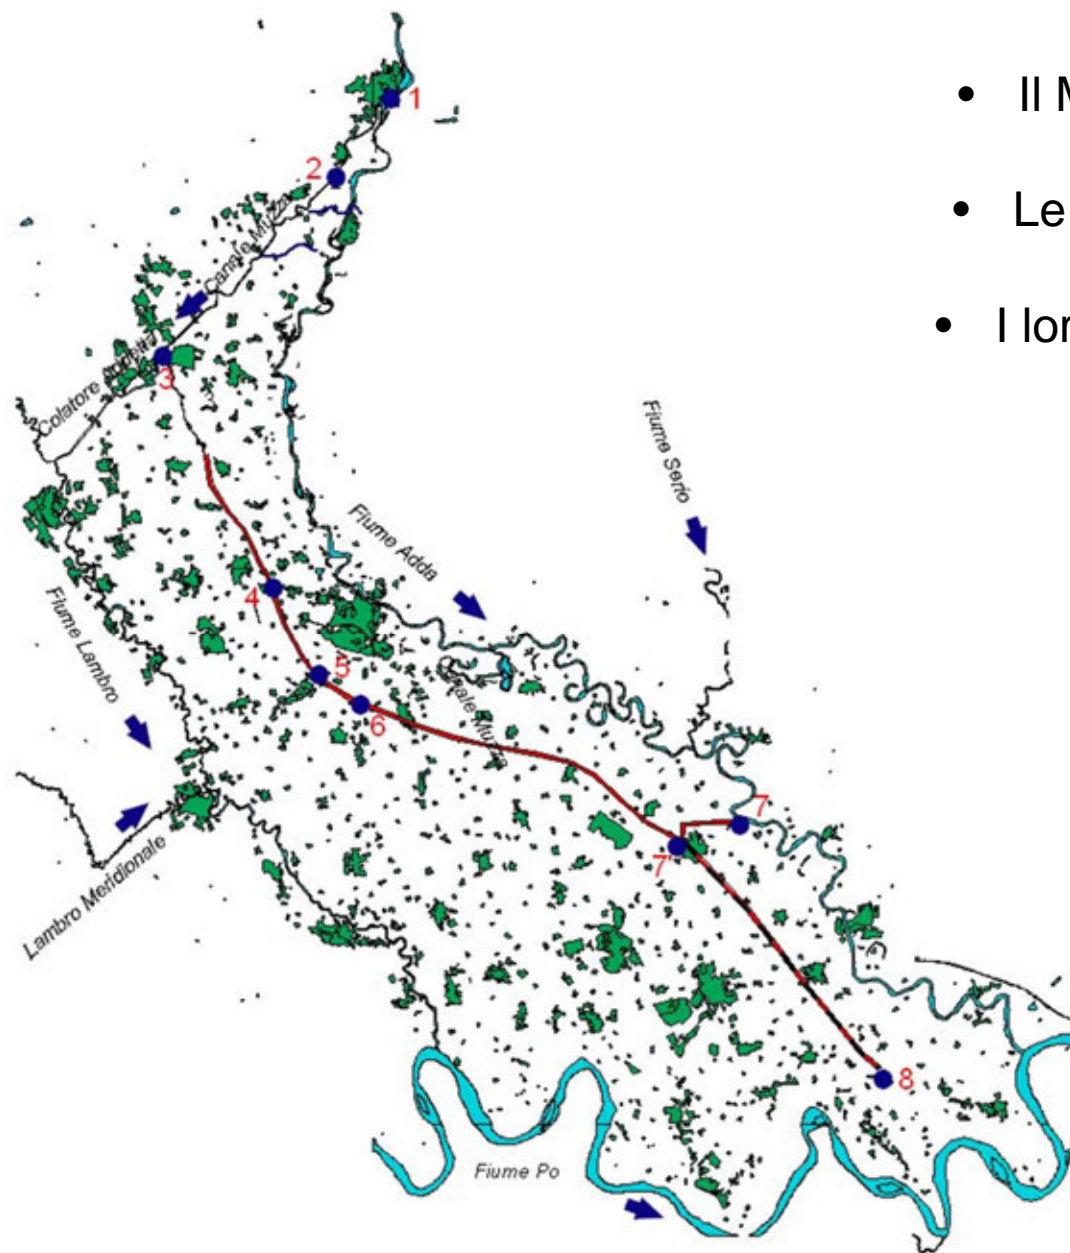 1
• Il
2
• Le
Canale Muzza
• I
Colatore
3
Fiume Serio
Fiume Adda
4
Fiume Lambro
5
6
7
7'
Lambro Meridionale
8
Fiume Po